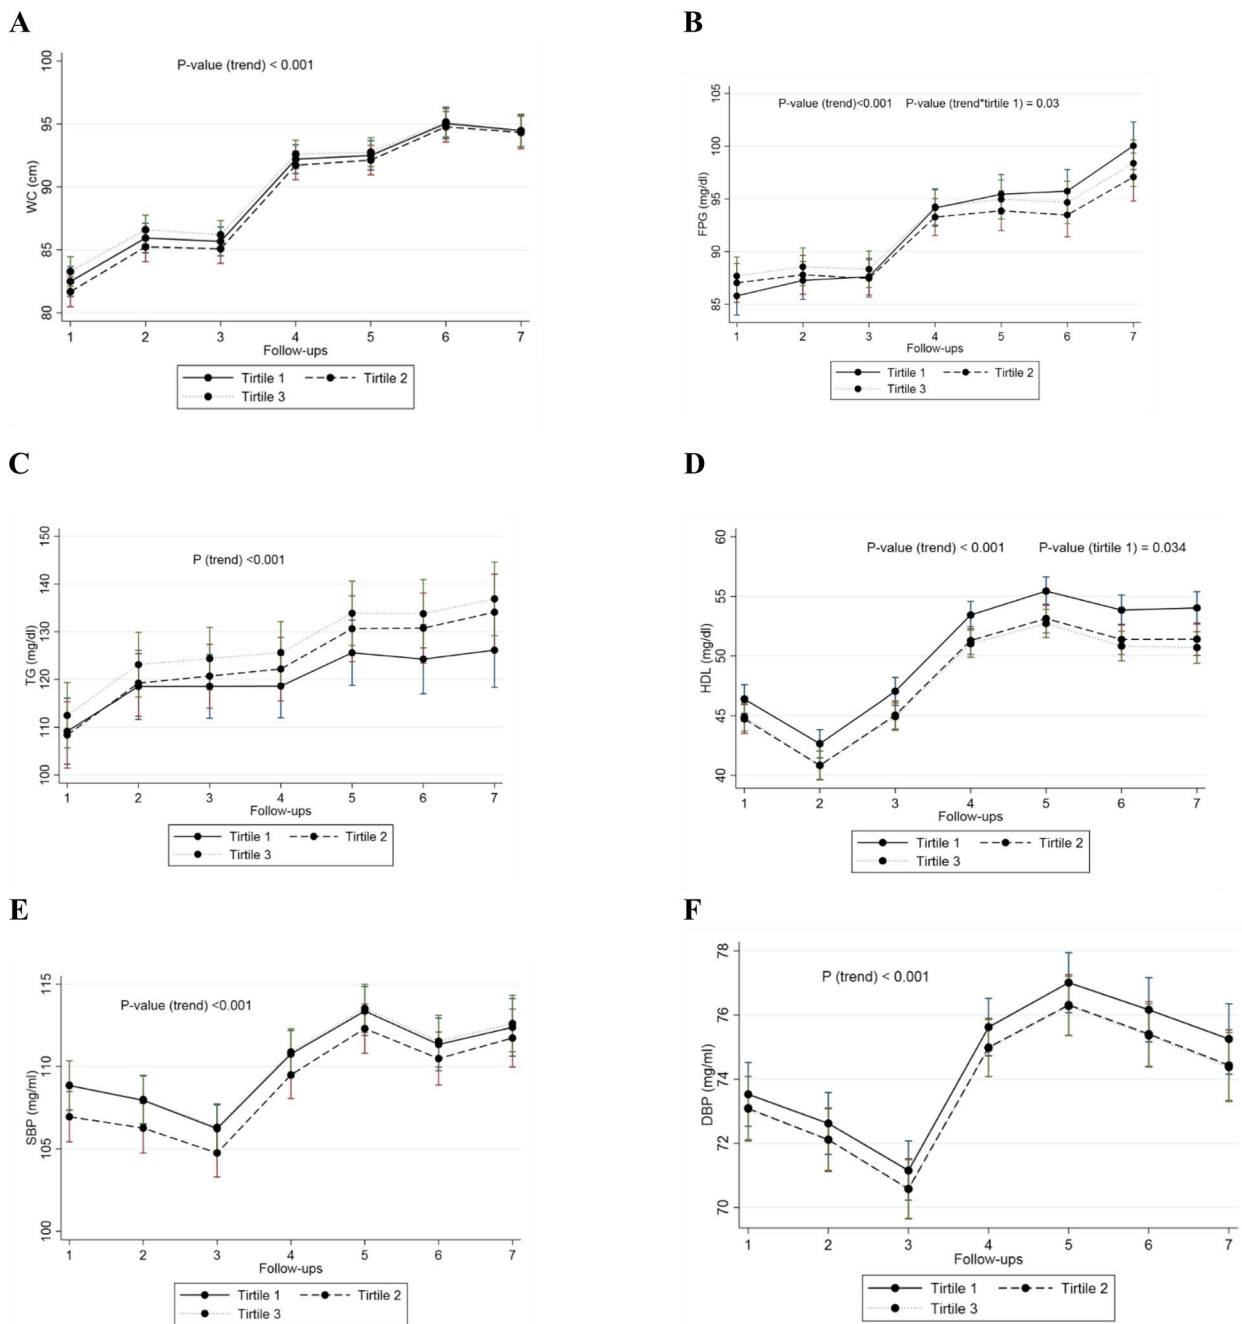 A
P-value (trend) < 0.001
WC (cm)
100
95
90
85
80
1 2 3 4 5 6 7
Follow-ups
Tirtile 1 Tirtile 2
Tirtile 3
B
P-value (trend)<0.001 P-value (trend*tirtile 1) = 0.03
FPG (mg/dl)
105
100
95
90
85
1 2 3 4 5 6 7
Follow-ups
Tirtile 1 Tirtile 2
Tirtile 3
C
P (trend) <0.001
TG (mg/dl)
150
140
130
120
110
100
1 2 3 4 5 6 7
Follow-ups
Tirtile 1 Tirtile 2
Tirtile 3
D
P-value (trend) < 0.001 P-value (tirtile 1) = 0.034
HDL (mg/dl)
60
55
50
45
40
1 2 3 4 5 6 7
Follow-ups
Tirtile 1 Tirtile 2
Tirtile 3
E
P-value (trend) <0.001
SBP (mg/ml)
115
110
105
100
1 2 3 4 5 6 7
Follow-ups
Tirtile 1 Tirtile 2
Tirtile 3
F
P (trend) < 0.001
DBP (mg/ml)
78
76
74
72
70
1 2 3 4 5 6 7
Follow-ups
Tirtile 1 Tirtile 2
Tirtile 3